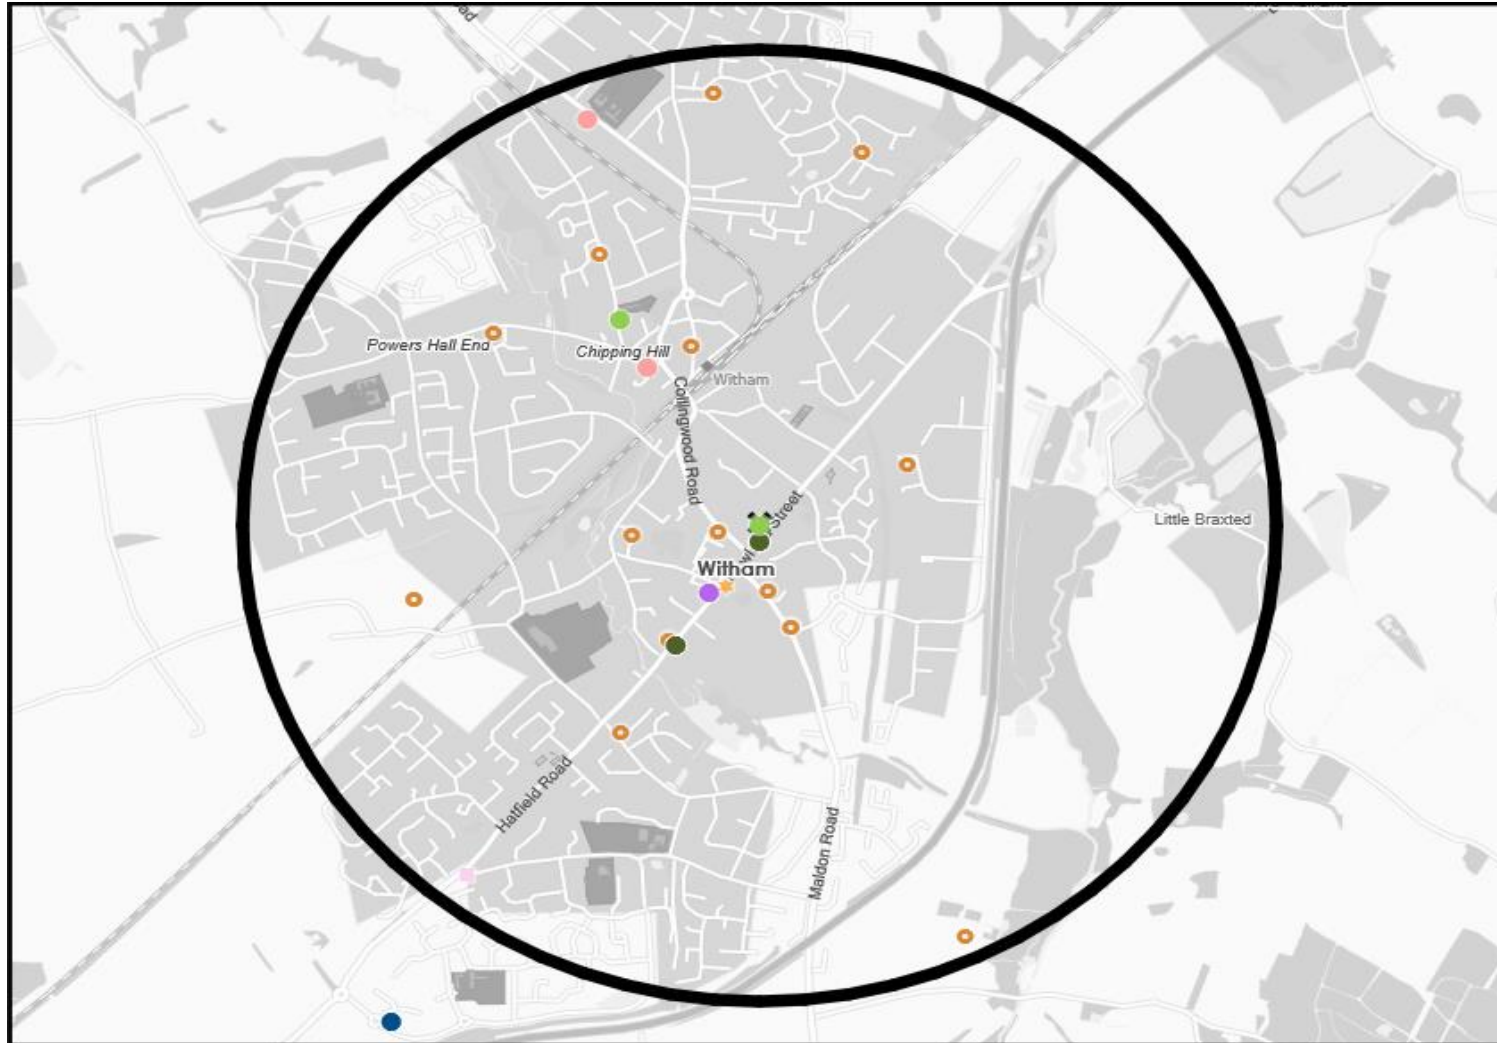 Powers Hall End
Chipping Hill
Witham
Collingwood Road
Street
Little Braxted
Witham
Hatfield Road
Maldon Road